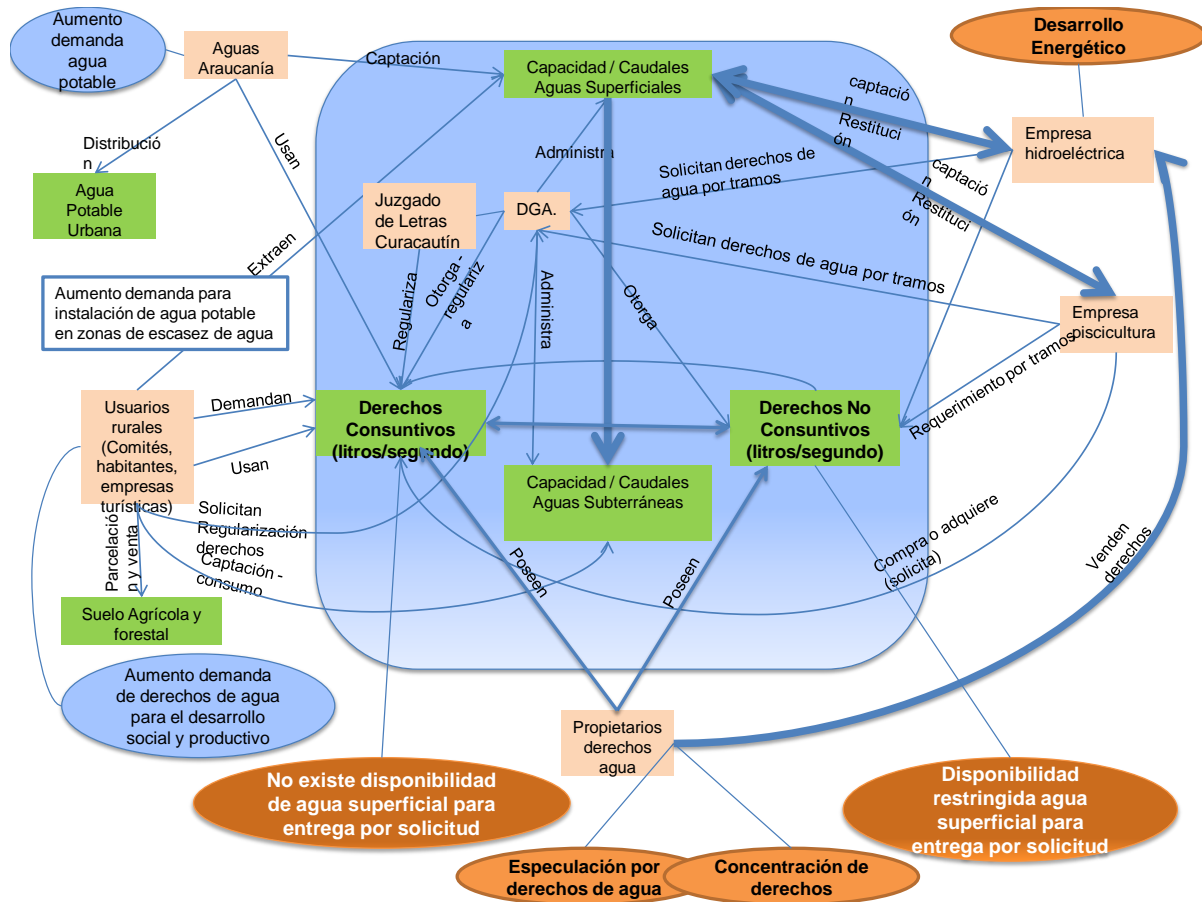 Aumento
demanda
agua
potable
Aguas
Araucanía
Captación
Capacidad / Caudales
Aguas Superficiales
Desarrollo
Energético
captació
n
Restituci
ón
Empresa
hidroeléctrica
Distribució
n
Usan
Administra
Solicitan derechos de
agua por tramos
captació
n
Restituci
ón
Agua
Potable
Urbana
Juzgado
de Letras
Curacautín
DGA.
Solicitan derechos de agua por tramos
Extraen
Regulariza
Otorga -
regulariz
a
Administra
Otorga
Aumento demanda para
instalación de agua potable
en zonas de escasez de agua
Empresa
piscicultura
Requerimiento por tramos
Usuarios
rurales
(Comités,
habitantes,
empresas
turísticas)
Demandan
Usan
Derechos
Consuntivos
(litros/segundo)
Derechos No
Consuntivos
(litros/segundo)
Capacidad / Caudales
Aguas Subterráneas
Solicitan
Regularización
derechos
Captación -
consumo
Parcelació
n y venta
Suelo Agrícola y
forestal
Poseen
Poseen
Compra o adquiere
(solicita)
Venden
derechos
Aumento demanda
de derechos de agua
para el desarrollo
social y productivo
Propietarios
derechos
agua
No existe disponibilidad
de agua superficial para
entrega por solicitud
Disponibilidad
restringida agua
superficial para
entrega por solicitud
Especulación por
derechos de agua
Concentración de
derechos